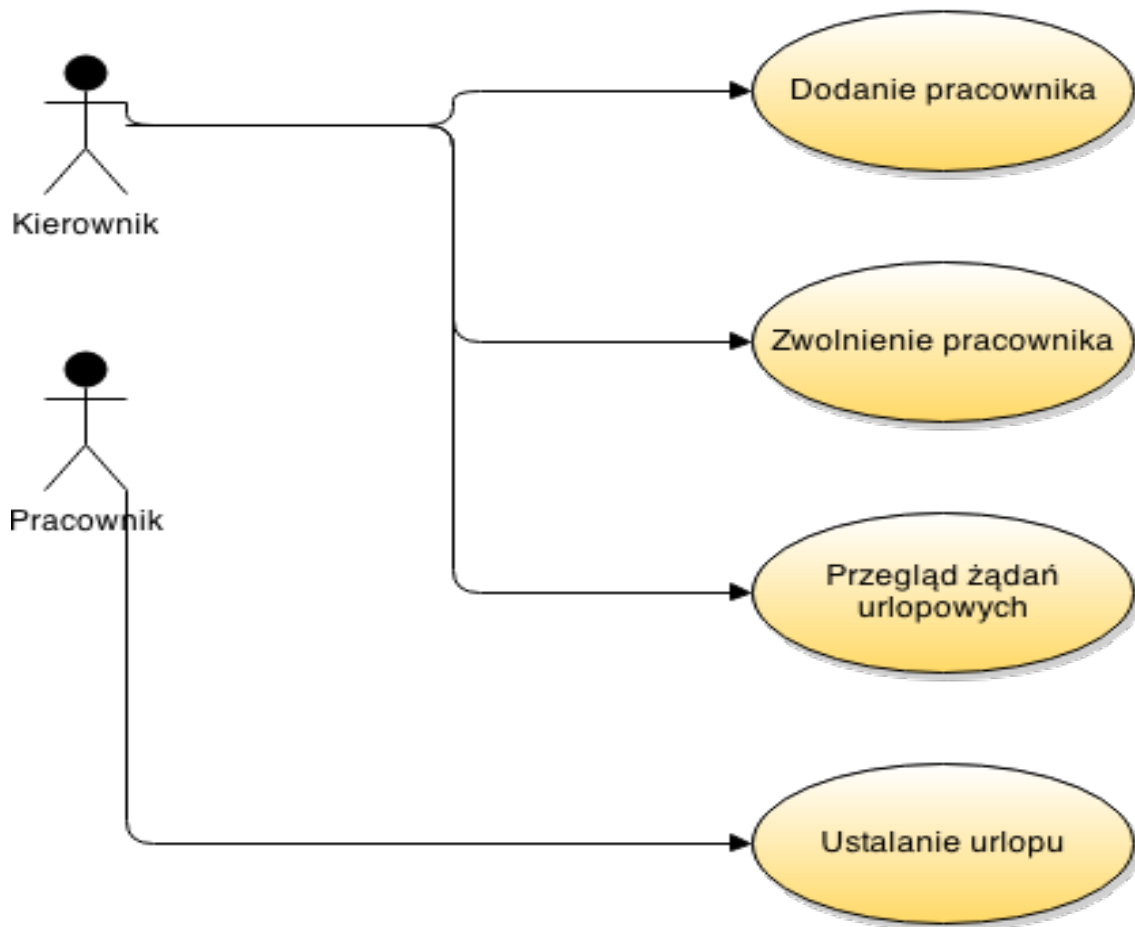 Kierownik
Pracownik
Dodanie pracownika
Zwolnienie pracownika
Przegląd żądań
urlopowych
Ustalanie urlopu